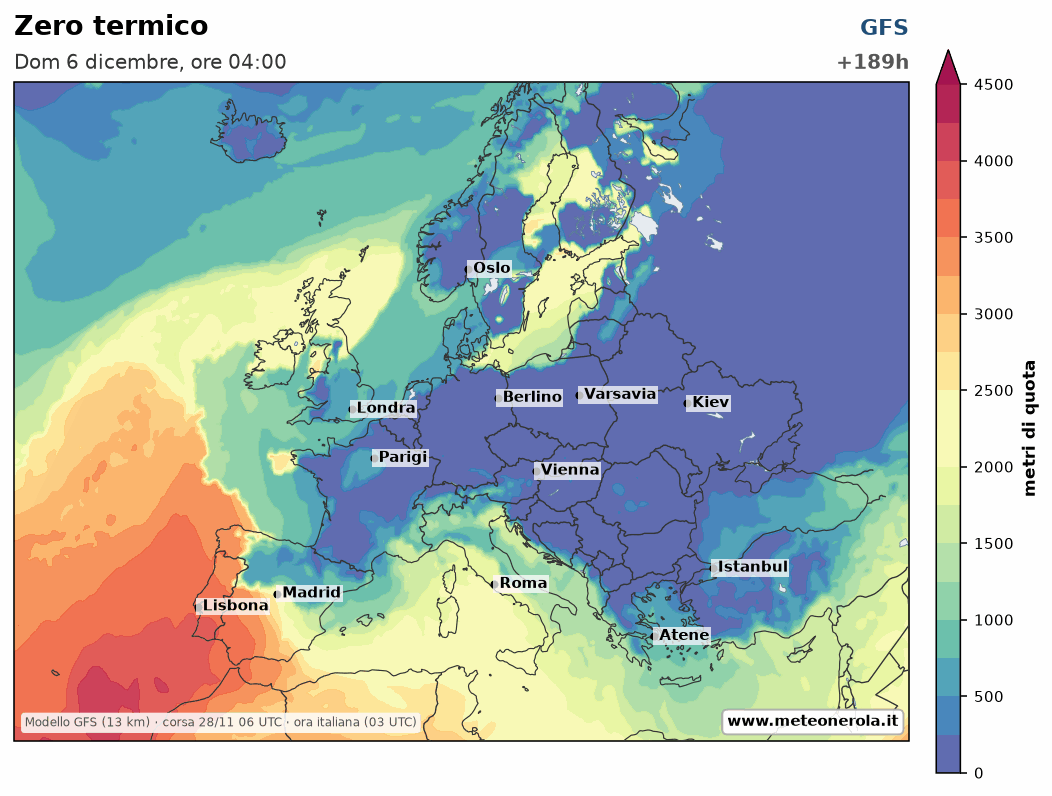 Zero termico
GFS
Dom 6 dicembre, ore 04:00
+189h
4500
4000
3500
3000
2500
2000
1500
1000
500
0
metri di quota
Oslo
Londra
Berlino
Varsavia
Kiev
Parigi
Vienna
Istanbul
Roma
Madrid
Lisbona
Atene
Modello GFS (13 km) · corsa 28/11 06 UTC · ora italiana (03 UTC)
www.meteonerola.it